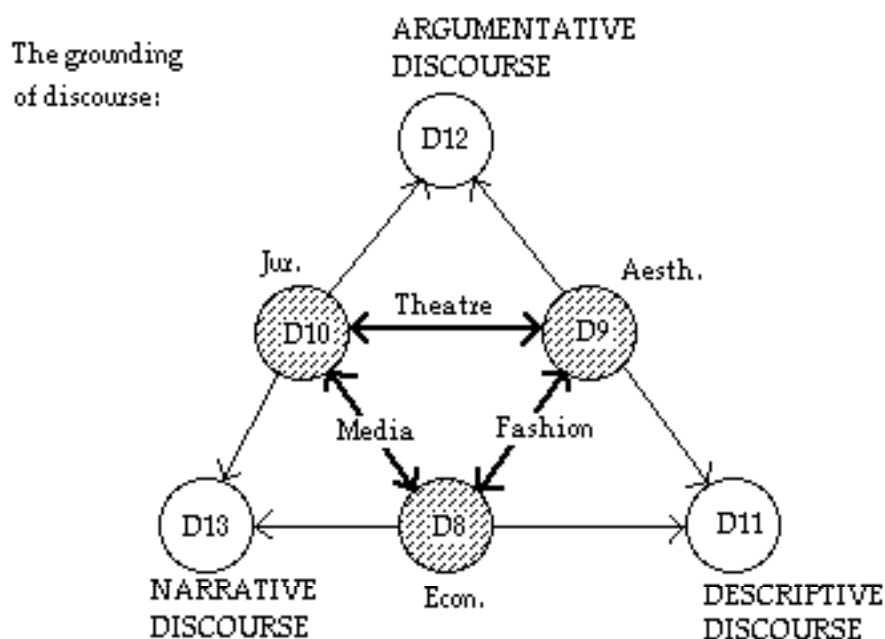 The grounding
of discourse:
ARGUMENTATIVE
DISCOURSE
D12
Jur.
Aesth.
Theatre
D10
D9
Media
Fashion
D13
D8
D11
NARRATIVE
DISCOURSE
Econ.
DESCRIPTIVE
DISCOURSE